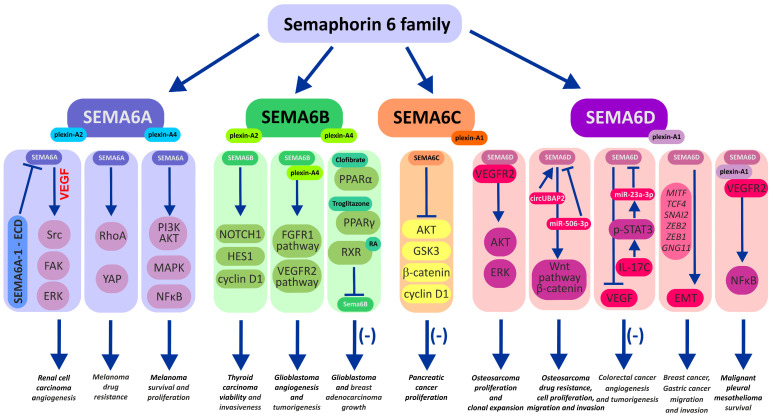 Semaphorin 6 family
SEMA6A
plexin-A2
plexin-A4
SEMA6B
plexin-A2
plexin-A4
SEMA6C
plexin-A1
SEMA6D
plexin-A1
SEMA6A
VEGF
SEMA6A-1 - ECD
Src
FAK
ERK
SEMA6A
RhoA
YAP
SEMA6A
PI3K
AKT
MAPK
NFκB
SEMA6B
NOTCH1
HES1
cyclin D1
SEMA6B
plexin-A4
FGFR1
pathway
VEGFR2
pathway
Clofibrate
PPARα
Troglitazone
PPARγ
RA
RXR
Sema6B
SEMA6C
AKT
GSK3
β-catenin
cyclin D1
SEMA6D
VEGFR2
AKT
ERK
SEMA6D
circUBAP2
miR-506-3p
Wnt
pathway
β-catenin
SEMA6D
miR-23a-3p
p-STAT3
IL-17C
VEGF
SEMA6D
MITF
TCF4
SNAI2
ZEB2
ZEB1
GNG11
EMT
SEMA6D
plexin-A1
VEGFR2
NFκB
(-)
(-)
(-)
Renal cell
carcinoma
angiogenesis
Melanoma
drug
resistance
Melanoma
survival and
proliferation
Thyroid
carcinoma
viability and
invasiveness
Glioblastoma
angiogenesis
and
tumorigenesis
Glioblastoma
and breast
adenocarcinoma
growth
Pancreatic
cancer
proliferation
Osteosarcoma
proliferation
and
clonal expansion
Osteosarcoma
drug resistance,
cell proliferation,
migration and invasion
Colorectal cancer
angiogenesis
and tumorigenesis
Breast cancer,
Gastric cancer
migration
and invasion
Malignant
pleural
mesothelioma
survival